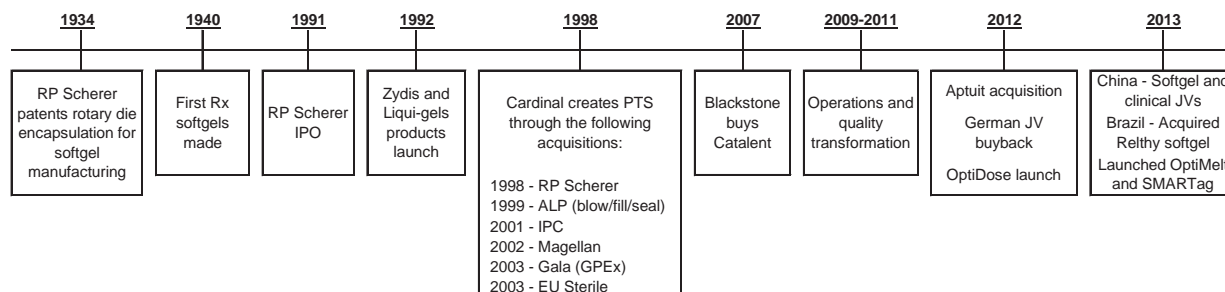 1934
1940
1991
1992
1998
2007
2009-2011
2012
2013
RP Scherer
patents rotary die
encapsulation for
softgel
manufacturing
First Rx
softgels
made
RP Scherer
IPO
Zydis and
Liqui-gels
products
launch
Cardinal creates PTS
through the following
acquisitions:
1998 - RP Scherer
1999 - ALP (blow/fill/seal)
2001 - IPC
2002 - Magellan
2003 - Gala (GPEx)
2003 - EU Sterile
Blackstone
buys
Catalent
Operations and
quality
transformation
Aptuit acquisition
German JV
buyback
OptiDose launch
China - Softgel and
clinical JVs
Brazil - Acquired
Relthy softgel
Launched OptiMelt
and SMARTag